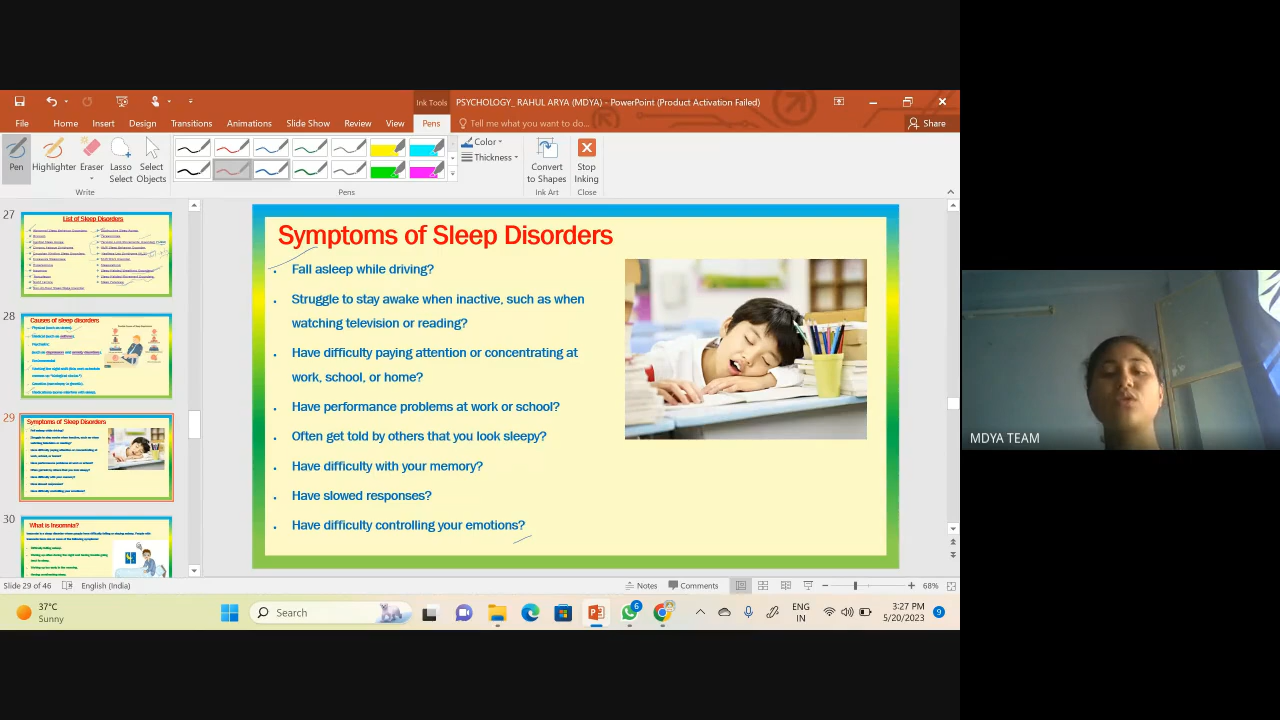 Ink Tools
PSYCHOLOGY_ RAHUL ARYA (MDYA) - PowerPoint (Product Activation Failed)
File Home Insert Design Transitions Animations Slide Show Review View Pens Tell me what you want to do... Share
Pen Highlighter Eraser Lasso Select Select Objects
Color
Thickness
Convert to Shapes
Stop Inking
Write Pens Ink Art Close
27
List of Sleep Disorders
28
Causes of sleep disorders
29
Symptoms of Sleep Disorders
30
What is Insomnia?
Symptoms of Sleep Disorders
Fall asleep while driving?
Struggle to stay awake when inactive, such as when
watching television or reading?
Have difficulty paying attention or concentrating at
work, school, or home?
Have performance problems at work or school?
Often get told by others that you look sleepy?
Have difficulty with your memory?
Have slowed responses?
Have difficulty controlling your emotions?
MDYA TEAM
Slide 29 of 46 English (India) Notes Comments 68%
37°C
Sunny
Search
6
ENG
IN
3:27 PM
5/20/2023
9